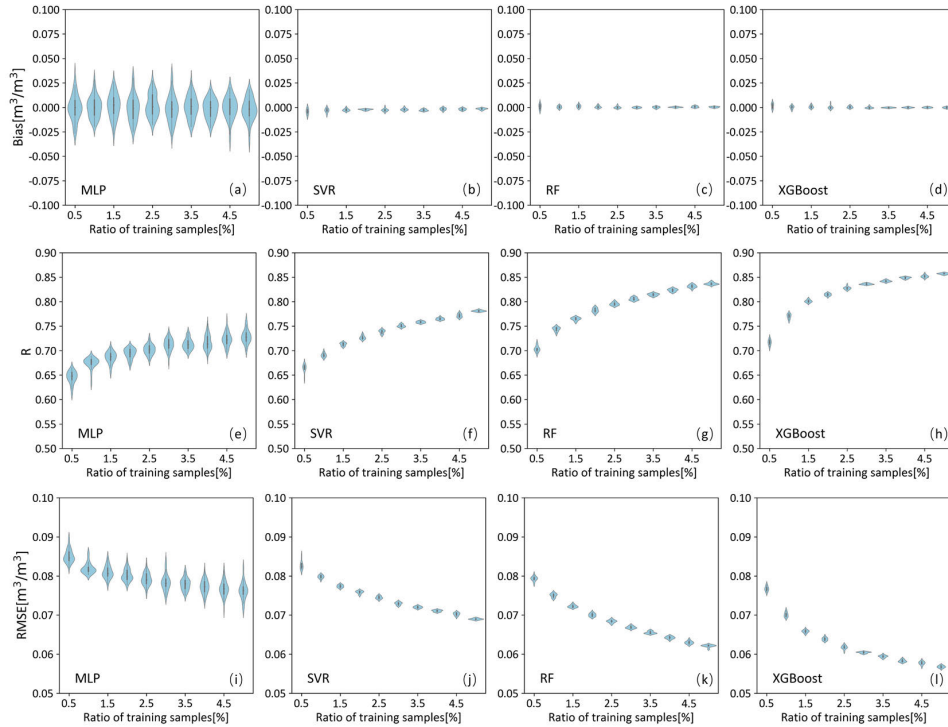 0.100 0.100 0.100 0.100
0.075 0.075 0.075 0.075
0.050 0.050 0.050 0.050
0.025 0.025 0.025 0.025
0.000 0.000 0.000 0.000
-0.025 -0.025 -0.025 -0.025
-0.050 -0.050 -0.050 -0.050
-0.075 -0.075 -0.075 -0.075
-0.100 -0.100 -0.100 -0.100
Bias[m³/m³]
MLP (a) SVR (b) RF (c) XGBoost (d)
0.5 1.5 2.5 3.5 4.5 0.5 1.5 2.5 3.5 4.5 0.5 1.5 2.5 3.5 4.5 0.5 1.5 2.5 3.5 4.5
Ratio of training samples[%] Ratio of training samples[%] Ratio of training samples[%] Ratio of training samples[%]
0.90 0.90 0.90 0.90
0.85 0.85 0.85 0.85
0.80 0.80 0.80 0.80
0.75 0.75 0.75 0.75
0.70 0.70 0.70 0.70
0.65 0.65 0.65 0.65
0.60 0.60 0.60 0.60
0.55 0.55 0.55 0.55
0.50 0.50 0.50 0.50
R
MLP (e) SVR (f) RF (g) XGBoost (h)
0.5 1.5 2.5 3.5 4.5 0.5 1.5 2.5 3.5 4.5 0.5 1.5 2.5 3.5 4.5 0.5 1.5 2.5 3.5 4.5
Ratio of training samples[%] Ratio of training samples[%] Ratio of training samples[%] Ratio of training samples[%]
0.10 0.10 0.10 0.10
0.09 0.09 0.09 0.09
0.08 0.08 0.08 0.08
0.07 0.07 0.07 0.07
0.06 0.06 0.06 0.06
0.05 0.05 0.05 0.05
RMSE[m³/m³]
MLP (i) SVR (j) RF (k) XGBoost (l)
0.5 1.5 2.5 3.5 4.5 0.5 1.5 2.5 3.5 4.5 0.5 1.5 2.5 3.5 4.5 0.5 1.5 2.5 3.5 4.5
Ratio of training samples[%] Ratio of training samples[%] Ratio of training samples[%] Ratio of training samples[%]